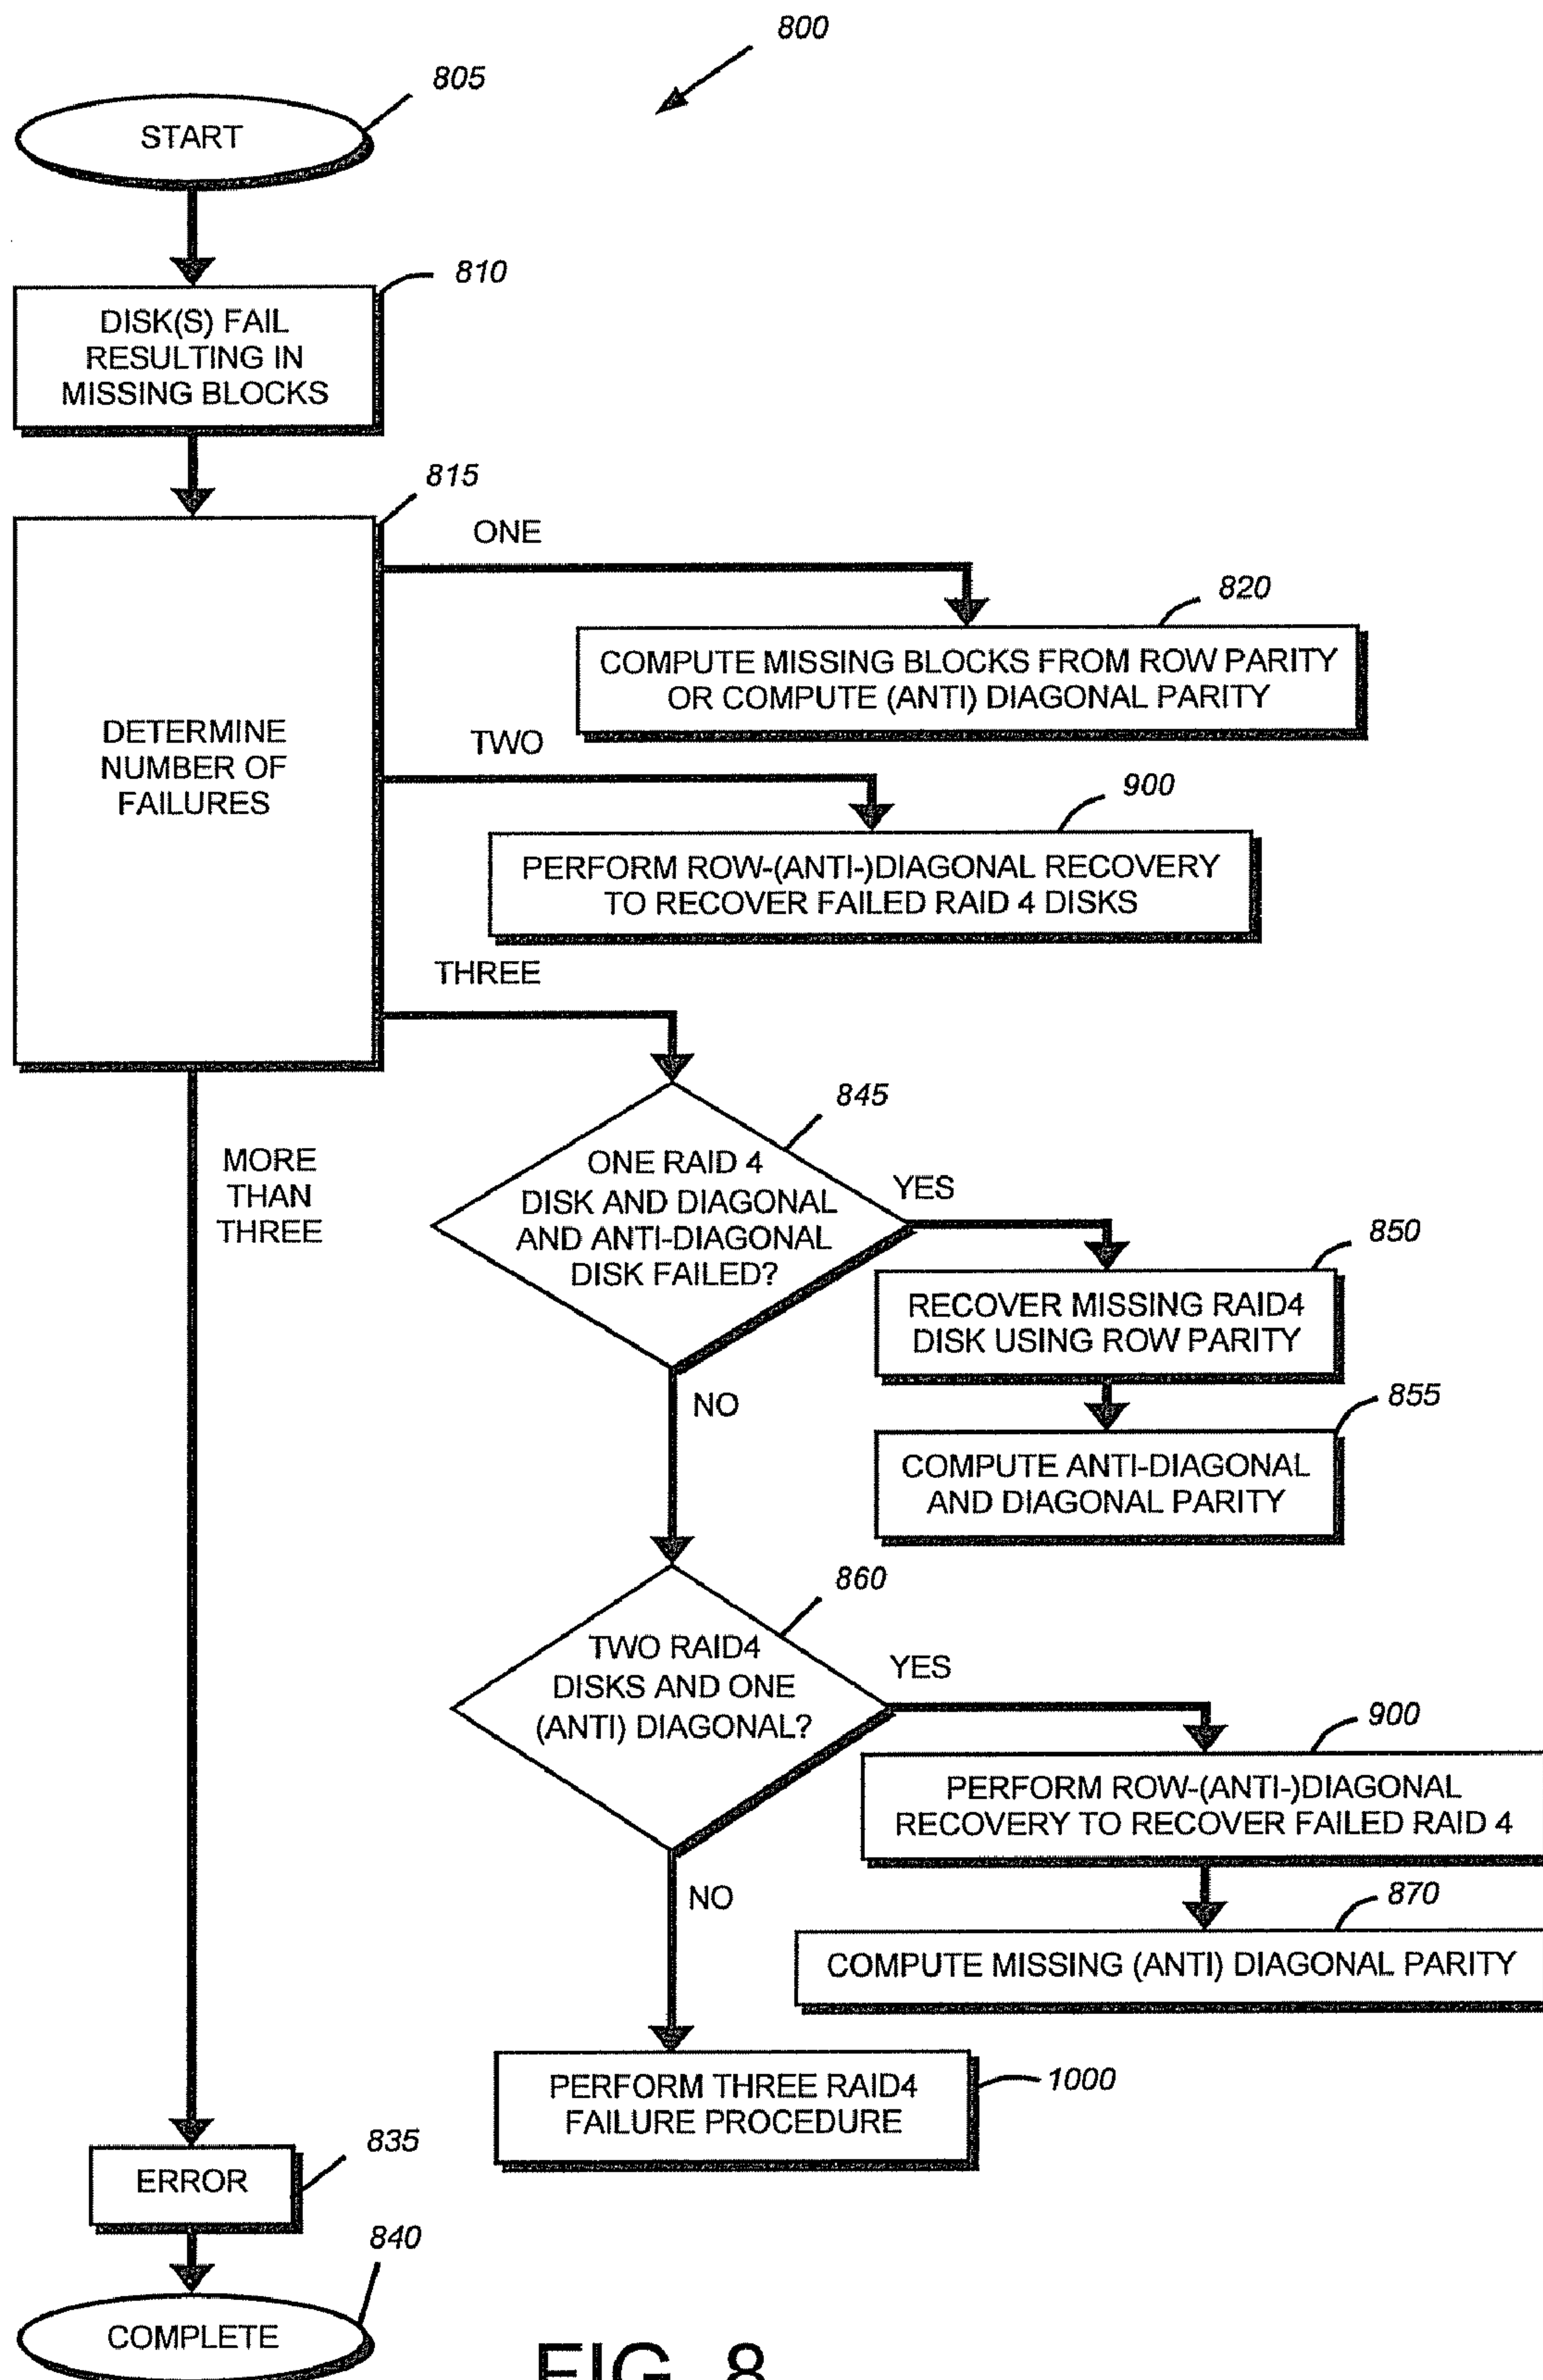 800
805
START
810
DISK(S) FAIL
RESULTING IN
MISSING BLOCKS
815
ONE
820
COMPUTE MISSING BLOCKS FROM ROW PARITY
OR COMPUTE (ANTI) DIAGONAL PARITY
DETERMINE
NUMBER OF
FAILURES
TWO
900
PERFORM ROW-(ANTI-)DIAGONAL RECOVERY
TO RECOVER FAILED RAID 4 DISKS
THREE
845
ONE RAID 4
DISK AND DIAGONAL
AND ANTI-DIAGONAL
DISK FAILED?
YES
MORE
THAN
THREE
850
RECOVER MISSING RAID4
DISK USING ROW PARITY
NO
855
COMPUTE ANTI-DIAGONAL
AND DIAGONAL PARITY
860
TWO RAID4
DISKS AND ONE
(ANTI) DIAGONAL?
YES
900
PERFORM ROW-(ANTI-)DIAGONAL
RECOVERY TO RECOVER FAILED RAID 4
NO
870
COMPUTE MISSING (ANTI) DIAGONAL PARITY
PERFORM THREE RAID4
FAILURE PROCEDURE
1000
835
ERROR
840
COMPLETE
FIG. 8